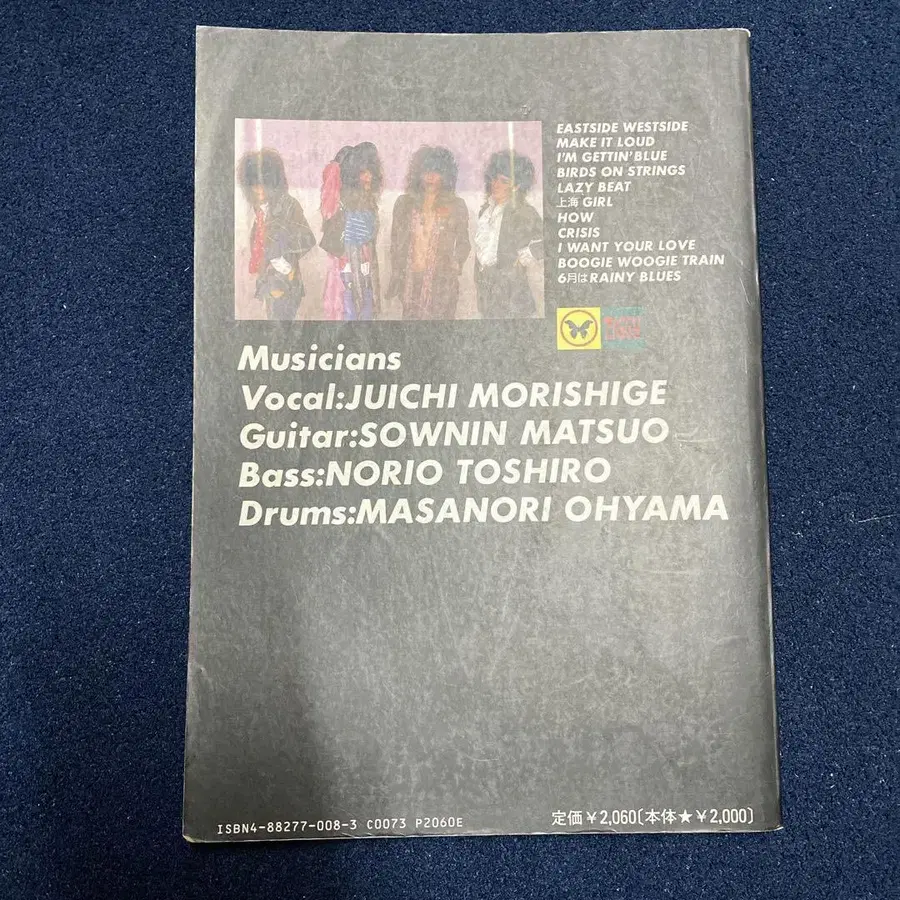 EASTSIDE WESTSIDE
MAKE IT LOUD
I'M GETTIN' BLUE
BIRDS ON STRINGS
LAZY BEAT
上海 GIRL
HOW
CRISIS
I WANT YOUR LOVE
BOOGIE WOOGIE TRAIN
6月は RAINY BLUES
Musicians
Vocal:JUICHI MORISHIGE
Guitar:SOWNIN MATSUO
Bass:NORIO TOSHIRO
Drums:MASANORI OHYAMA
ISBN4-88277-008-3 C0073 P2060E
定価¥2,060〔本体★¥2,000〕